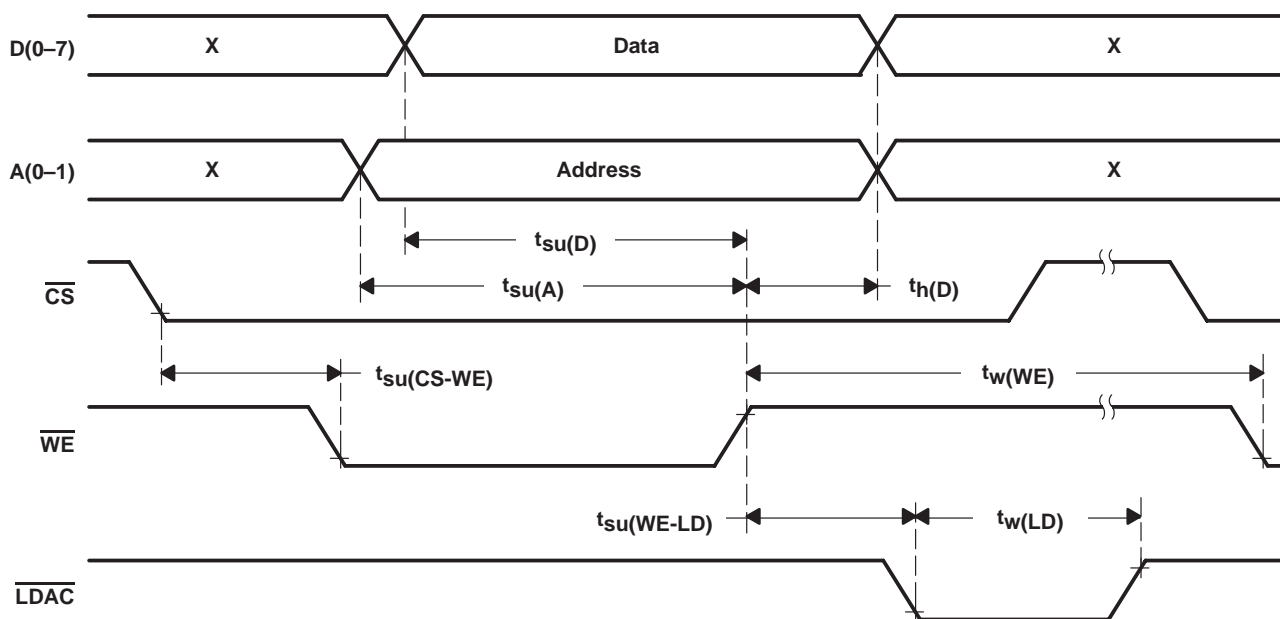 D(0–7)
X
Data
X
A(0–1)
X
Address
X
tsu(D)
CS
tsu(A)
th(D)
tsu(CS-WE)
tw(WE)
WE
tsu(WE-LD)
tw(LD)
LDAC